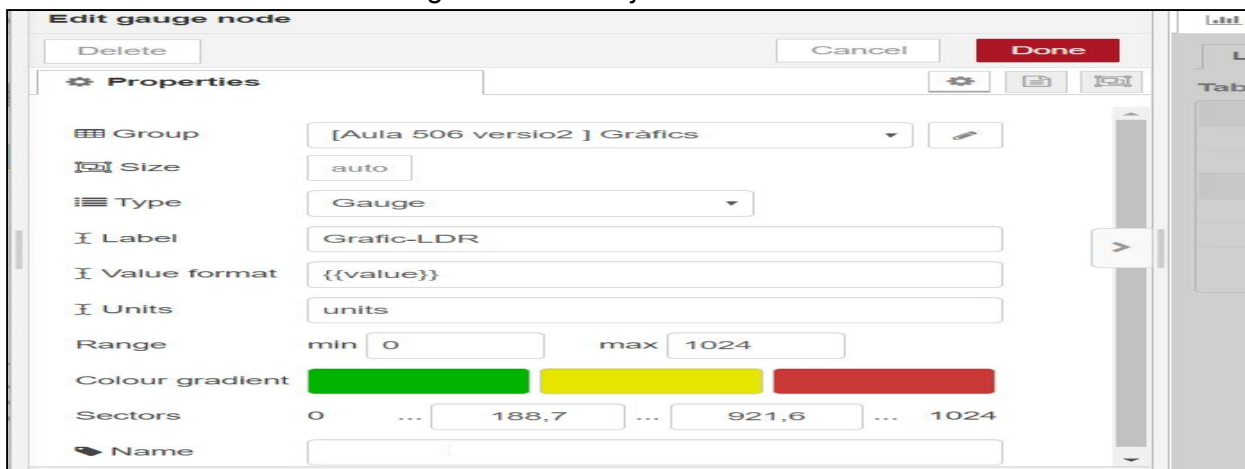 Edit gauge node
Delete Cancel Done
Properties
Group [Aula 506 versio2 ] Gràfics
Size auto
Type Gauge
Label Grafic-LDR
Value format {{value}}
Units units
Range min 0 max 1024
Colour gradient
Sectors 0 ... 188,7 ... 921,6 ... 1024
Name
Tab